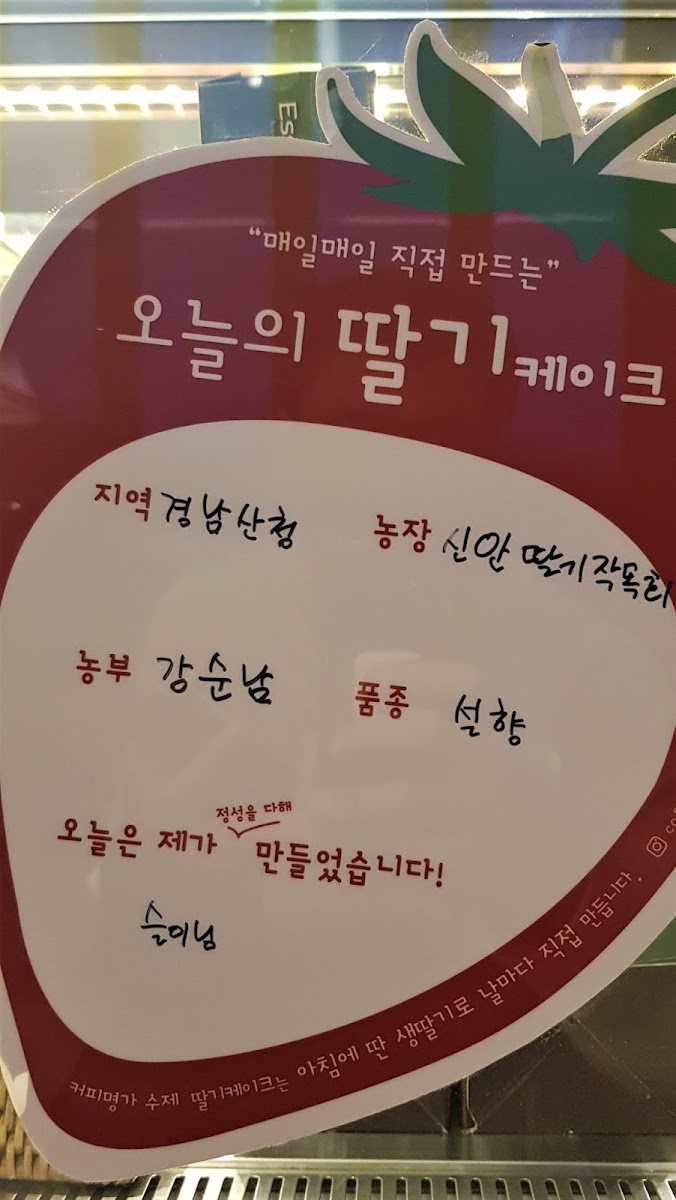 Es
“매일매일 직접 만드는”
오늘의 딸기케이크
지역 경남산청
농장 신안 딸기작목회
농부 강순남
품종 설향
정성을 다해
오늘은 제가 만들었습니다!
슬미님
커피명가 수제 딸기케이크는 아침에 딴 생딸기로 날마다 직접 만듭니다.